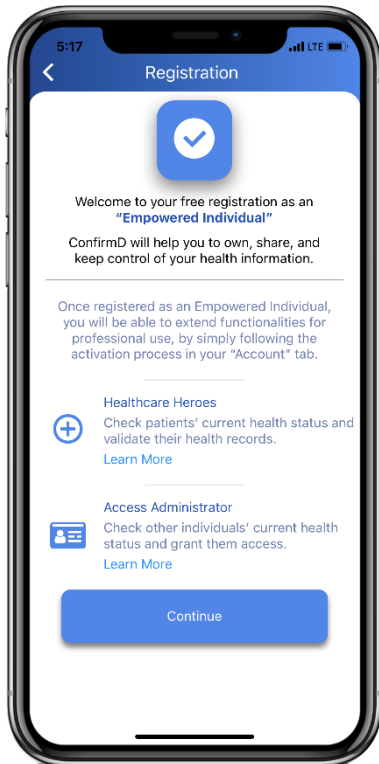 5:17
LTE
Registration
Welcome to your free registration as an
“Empowered Individual”
ConfirmD will help you to own, share, and
keep control of your health information.
Once registered as an Empowered Individual,
you will be able to extend functionalities for
professional use, by simply following the
activation process in your “Account” tab.
Healthcare Heroes
Check patients' current health status and
validate their health records.
Learn More
Access Administrator
Check other individuals' current health
status and grant them access.
Learn More
Continue